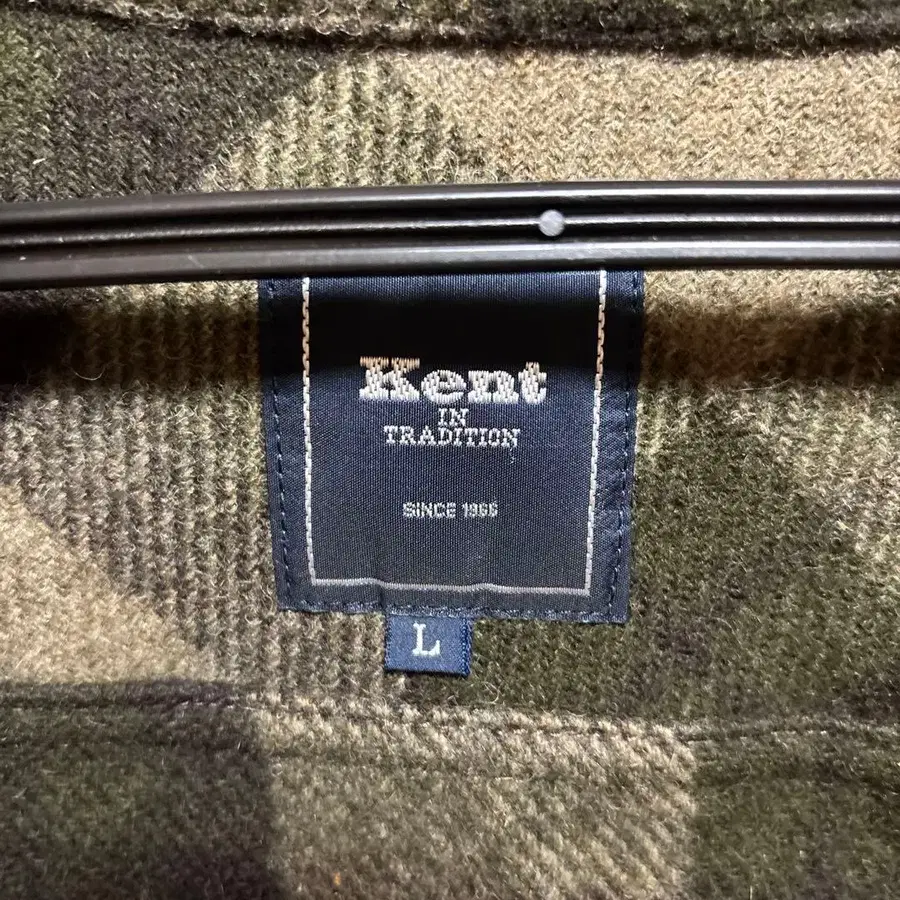 Kent
IN
TRADITION
SINCE 1966
L